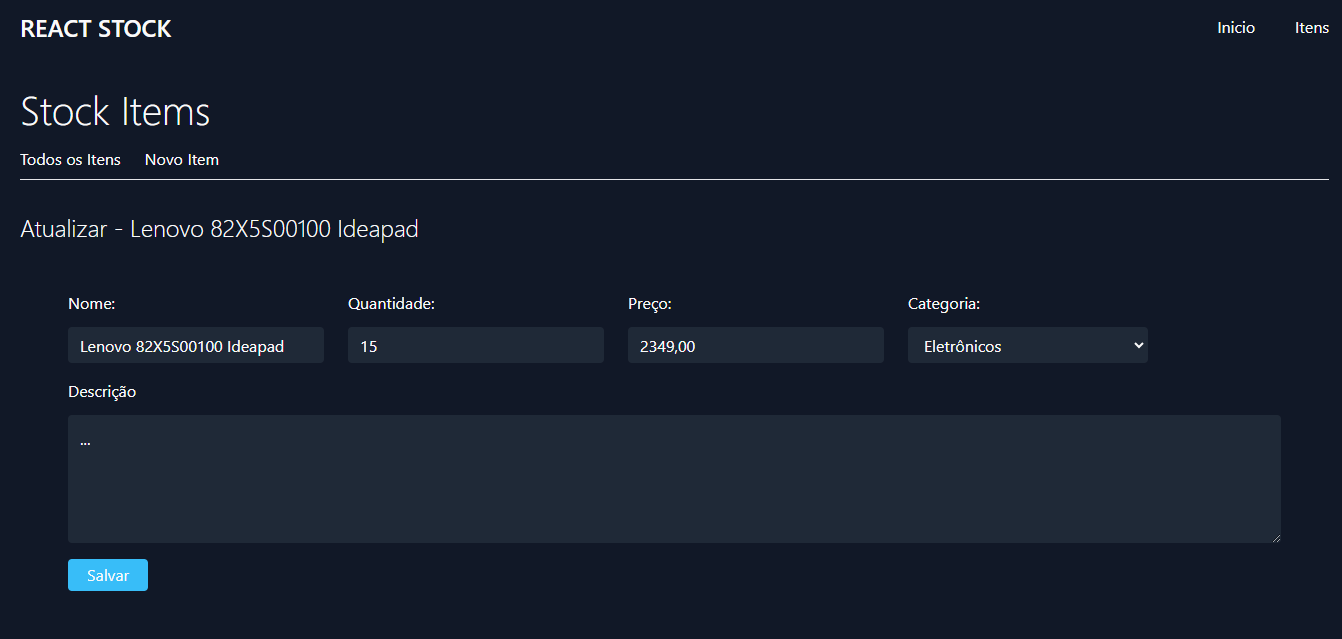 REACT STOCK Inicio Itens
Stock Items
Todos os Itens Novo Item
Atualizar - Lenovo 82X5S00100 Ideapad
Nome: Quantidade: Preço: Categoria:
Lenovo 82X5S00100 Ideapad 15 2349,00 Eletrônicos
Descrição
...
Salvar